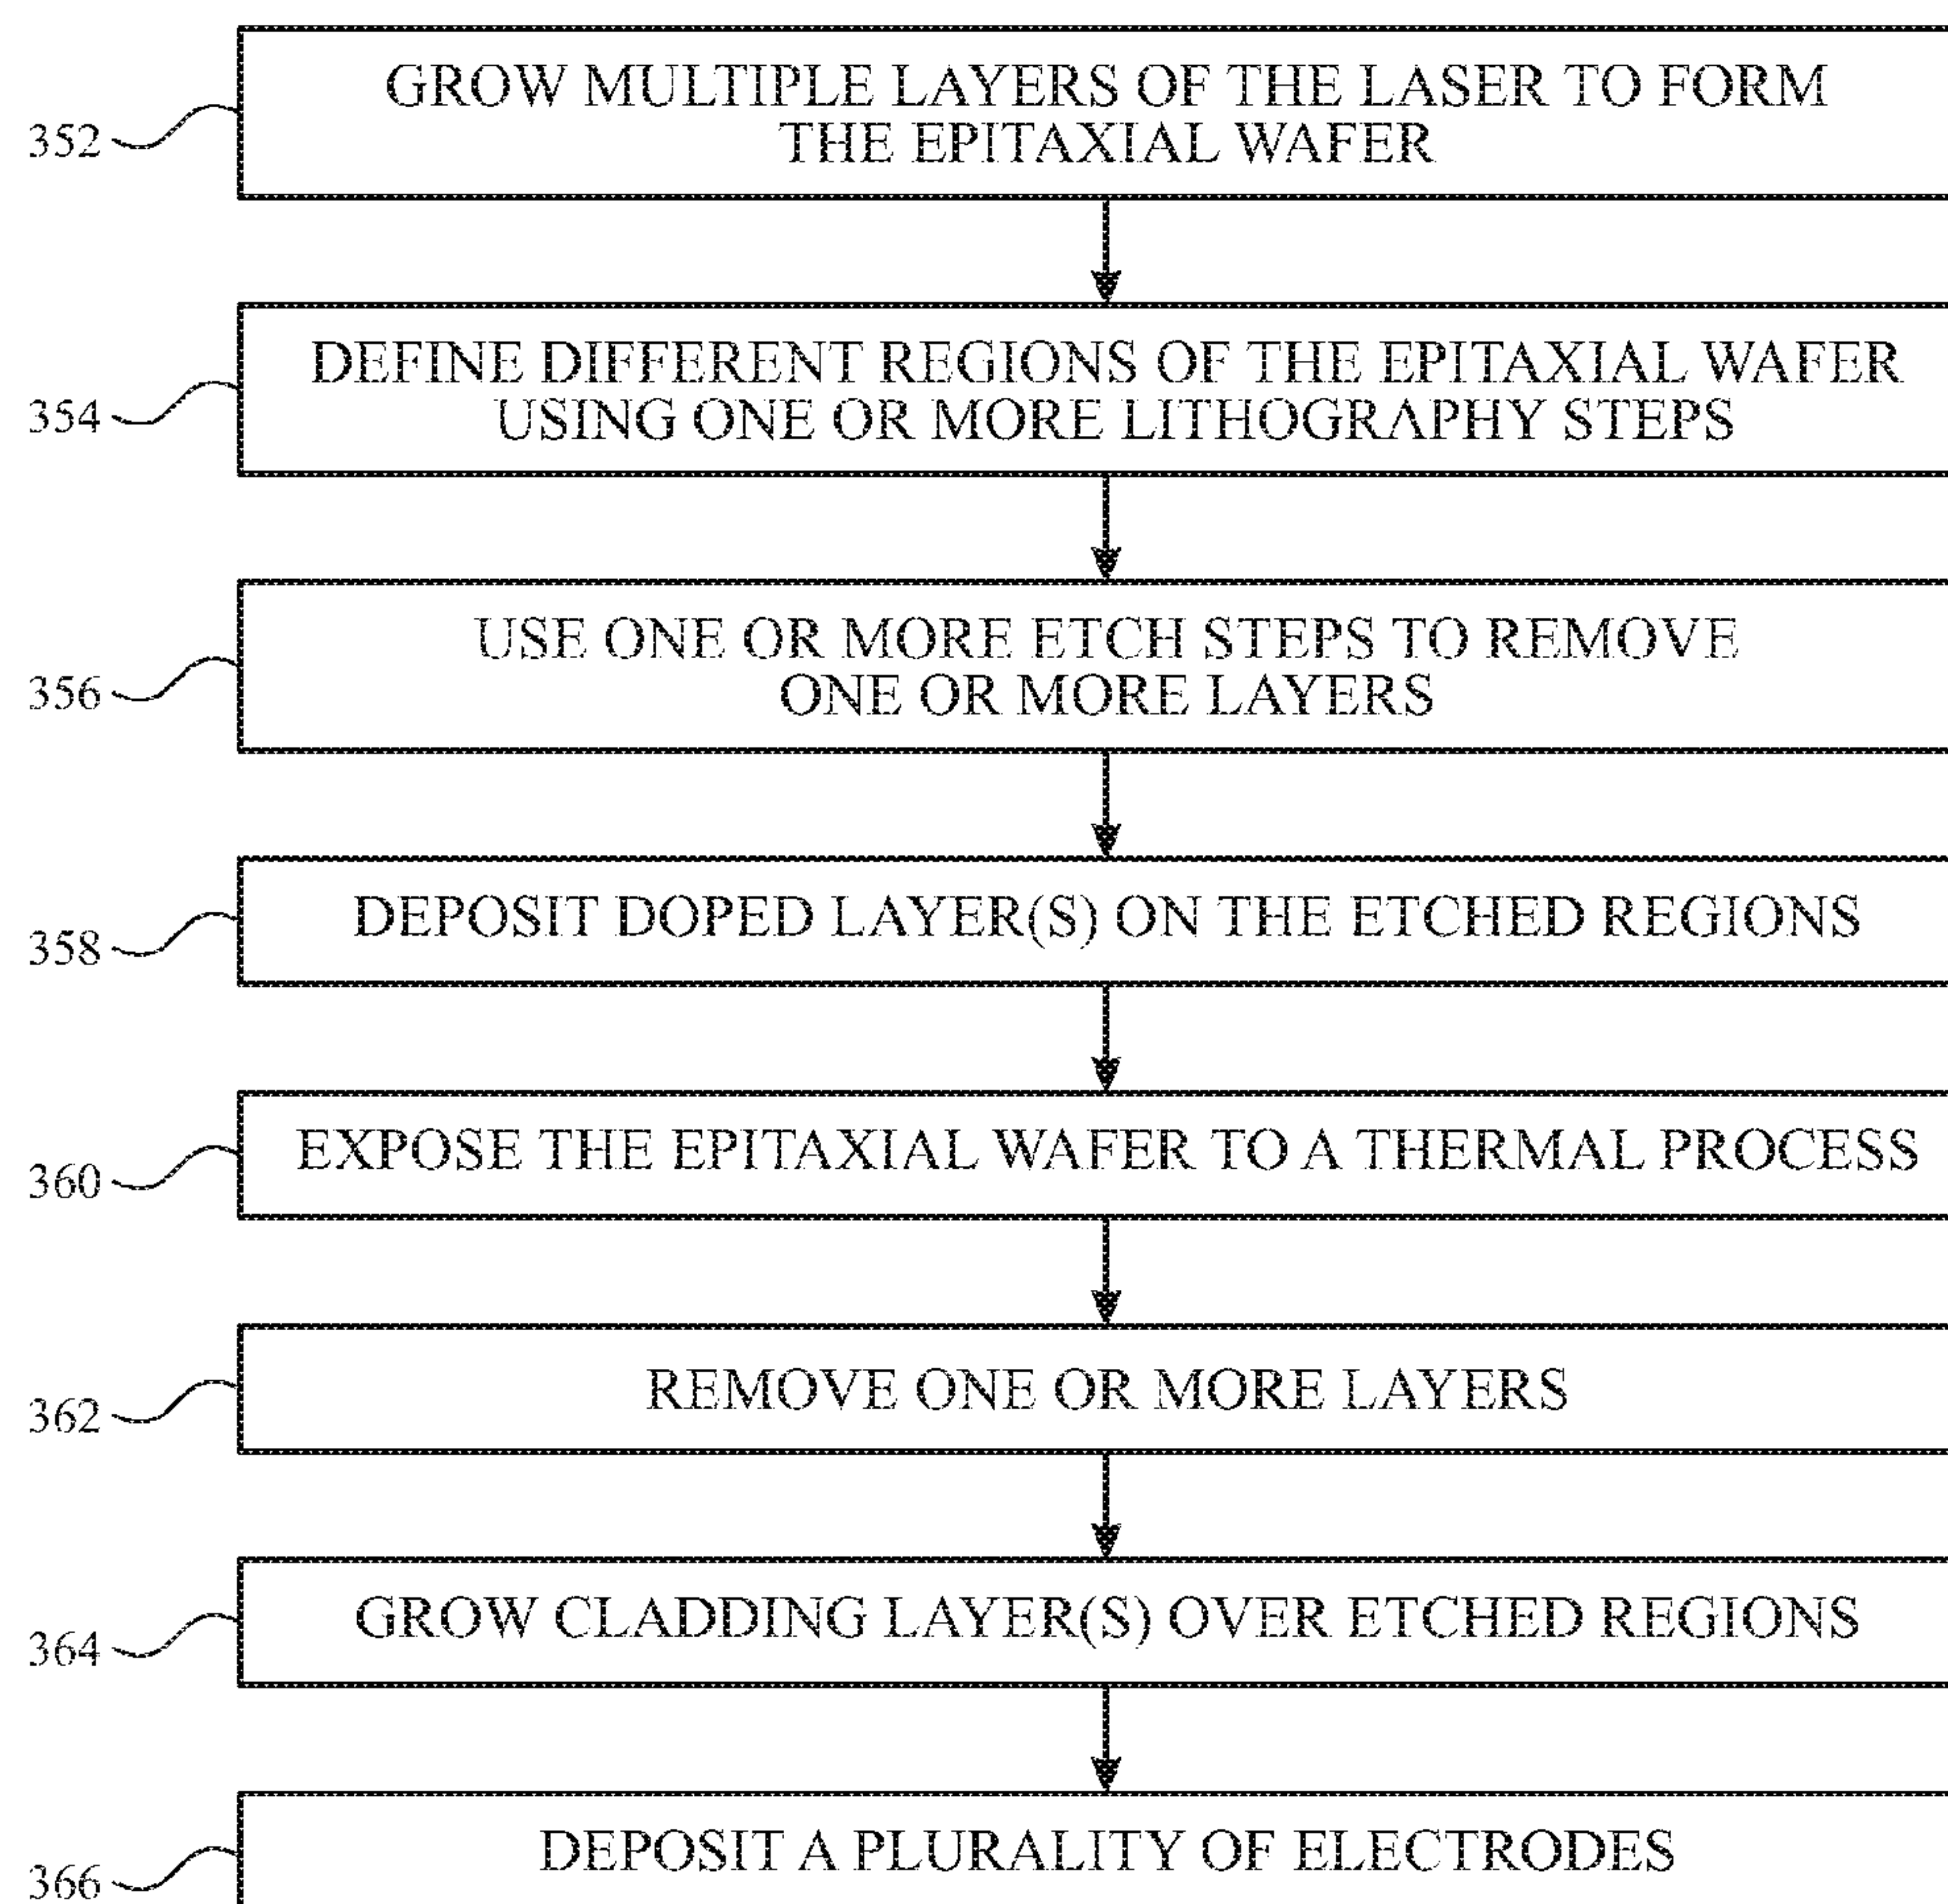 352
GROW MULTIPLE LAYERS OF THE LASER TO FORM
THE EPITAXIAL WAFER
354
DEFINE DIFFERENT REGIONS OF THE EPITAXIAL WAFER
USING ONE OR MORE LITHOGRAPHY STEPS
356
USE ONE OR MORE ETCH STEPS TO REMOVE
ONE OR MORE LAYERS
358
DEPOSIT DOPED LAYER(S) ON THE ETCHED REGIONS
360
EXPOSE THE EPITAXIAL WAFER TO A THERMAL PROCESS
362
REMOVE ONE OR MORE LAYERS
364
GROW CLADDING LAYER(S) OVER ETCHED REGIONS
366
DEPOSIT A PLURALITY OF ELECTRODES